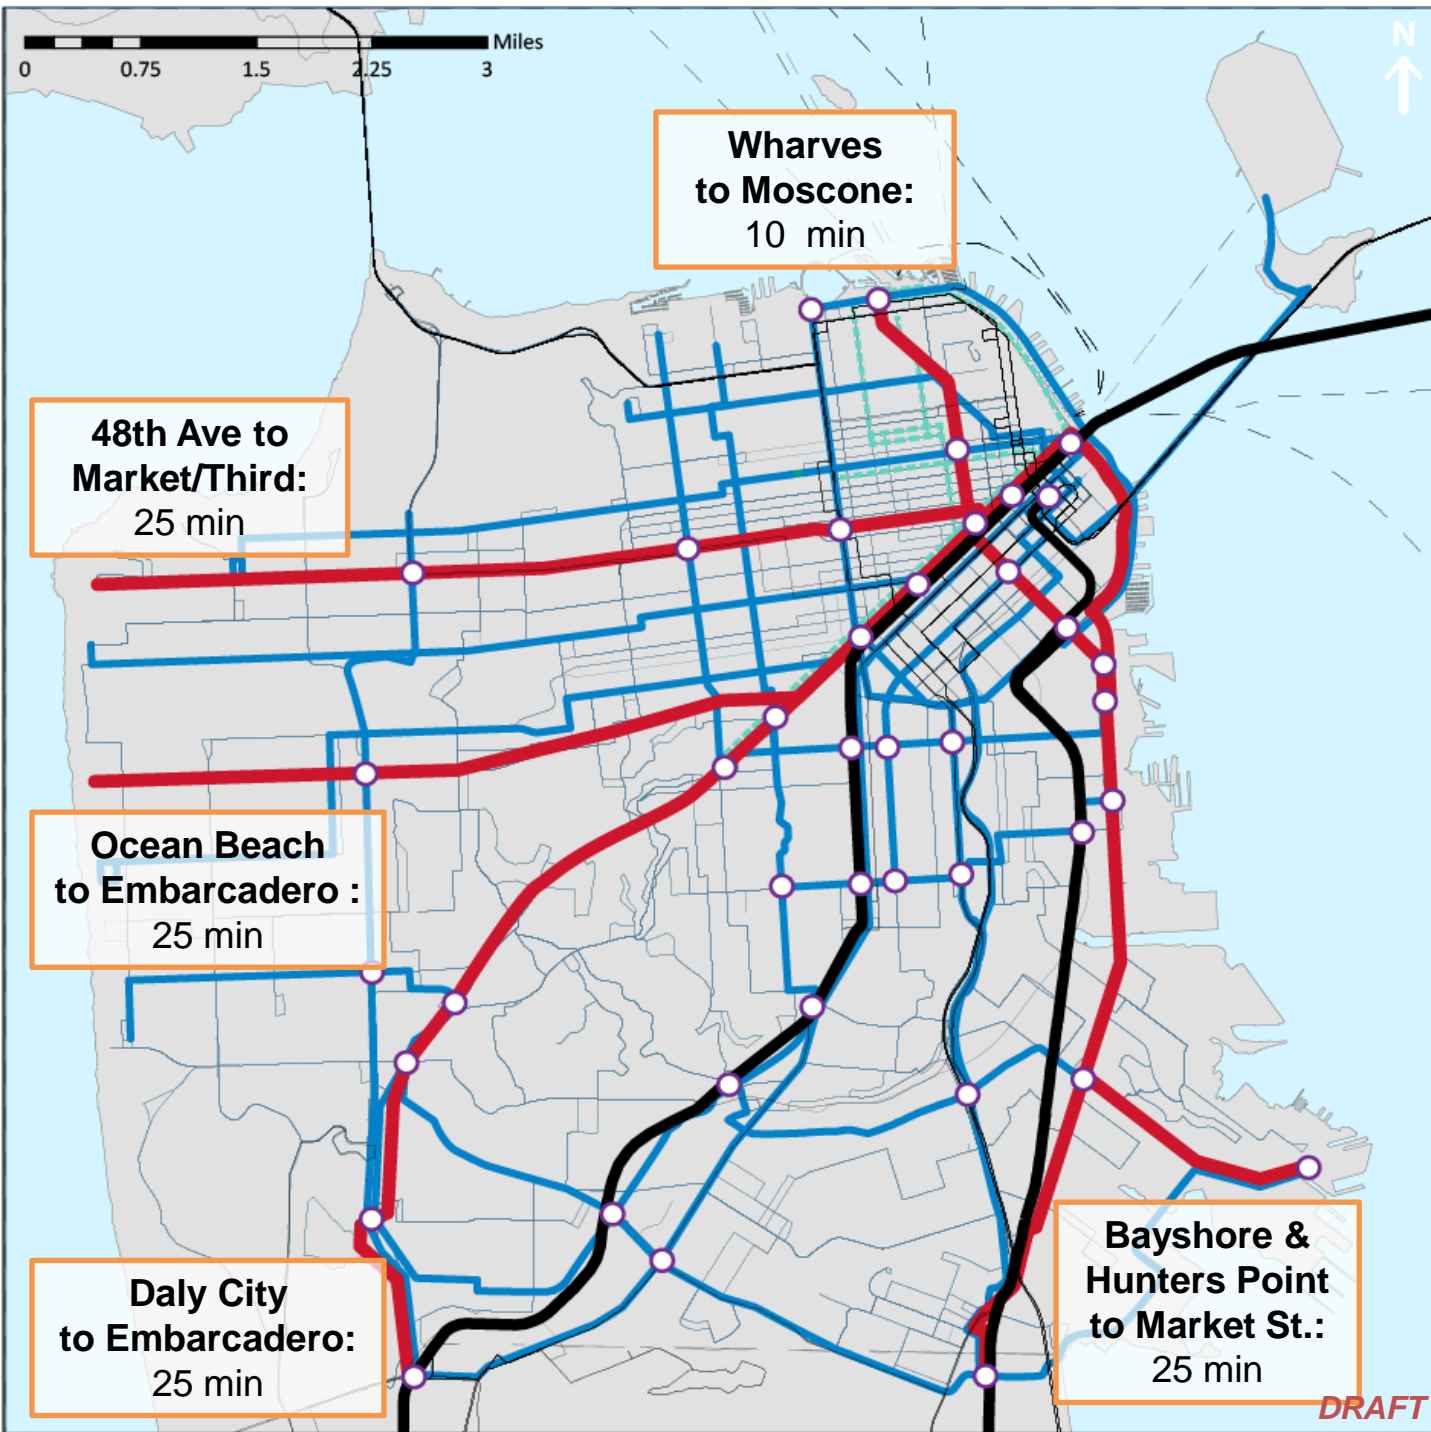 Miles
0 0.75 1.5 2.25 3
N
Wharves
to Moscone:
10 min
48th Ave to
Market/Third:
25 min
Ocean Beach
to Embarcadero :
25 min
Daly City
to Embarcadero:
25 min
Bayshore &
Hunters Point
to Market St.:
25 min
DRAFT